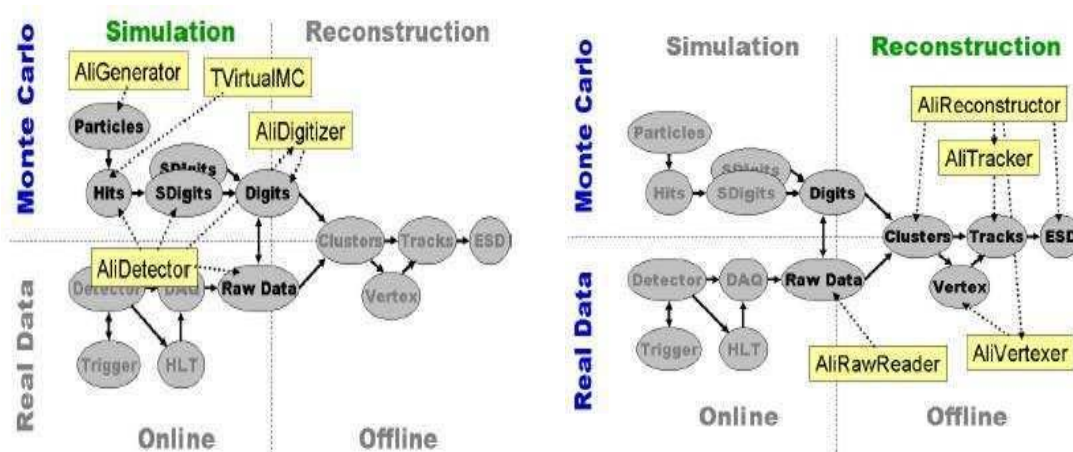 Simulation
Reconstruction
Monte Carlo
AliGenerator
TVirtualMC
Particles
AliDigitizer
SDigits
Hits
SDigits
Digits
Clusters
Tracks
ESD
AliDetector
Real Data
Detector
DAQ
Raw Data
Vertex
Trigger
HLT
Online
Offline
Simulation
Reconstruction
Monte Carlo
AliReconstructor
Particles
AliTracker
SDigits
Hits
SDigits
Digits
Clusters
Tracks
ESD
Real Data
Detector
DAQ
Raw Data
Vertex
Trigger
HLT
AliRawReader
AliVertexer
Online
Offline